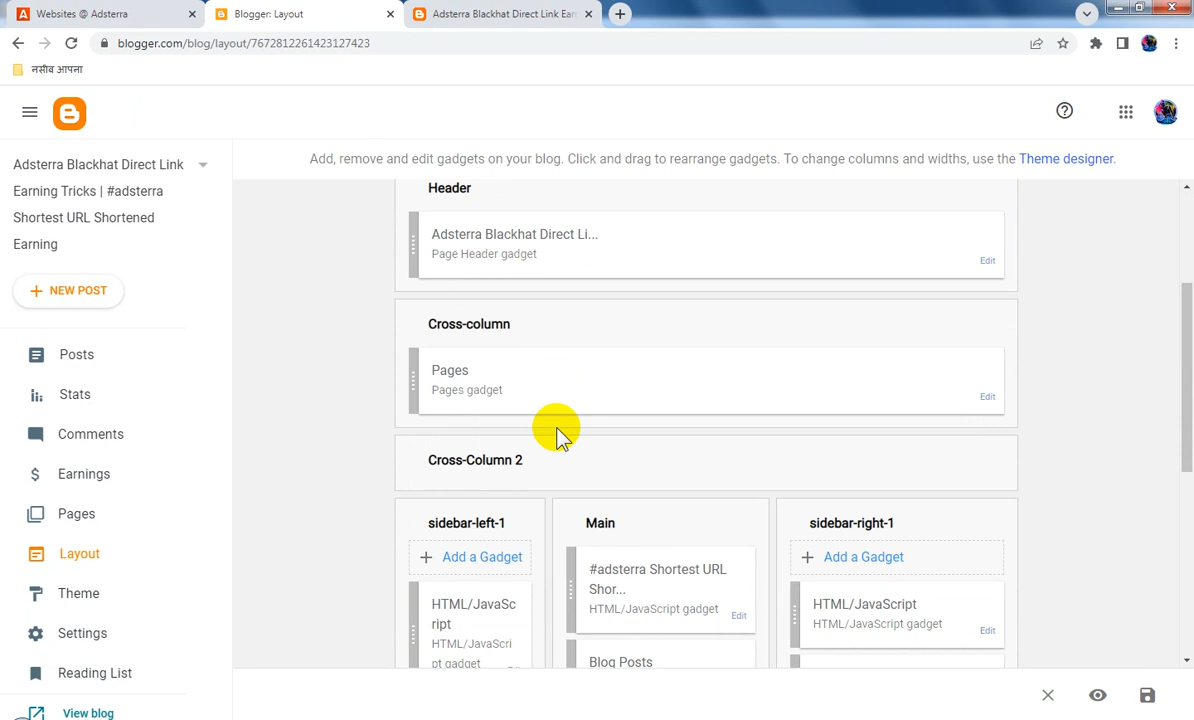 Websites @ Adsterra
Blogger: Layout
Adsterra Blackhat Direct Link Ear
blogger.com/blog/layout/7672812261423127423
नसीब आपना
Adsterra Blackhat Direct Link
Earning Tricks | #adsterra
Shortest URL Shortened
Earning
NEW POST
Posts
Stats
Comments
Earnings
Pages
Layout
Theme
Settings
Reading List
View blog
Add, remove and edit gadgets on your blog. Click and drag to rearrange gadgets. To change columns and widths, use the Theme designer.
Header
Adsterra Blackhat Direct Li...
Page Header gadget
Edit
Cross-column
Pages
Pages gadget
Edit
Cross-Column 2
sidebar-left-1
Add a Gadget
HTML/JavaSc
ript
HTML/JavaScri
pt gadget
Main
#adsterra Shortest URL
Shor...
HTML/JavaScript gadget
Edit
Blog Posts
sidebar-right-1
Add a Gadget
HTML/JavaScript
HTML/JavaScript gadget
Edit